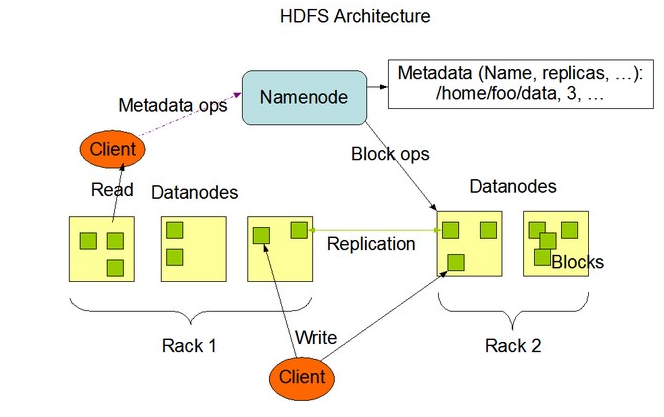 HDFS Architecture
Metadata (Name, replicas, …):
/home/foo/data, 3, …
Namenode
Metadata ops
Client
Block ops
Read
Datanodes
Datanodes
Replication
Blocks
Write
Rack 1
Rack 2
Client